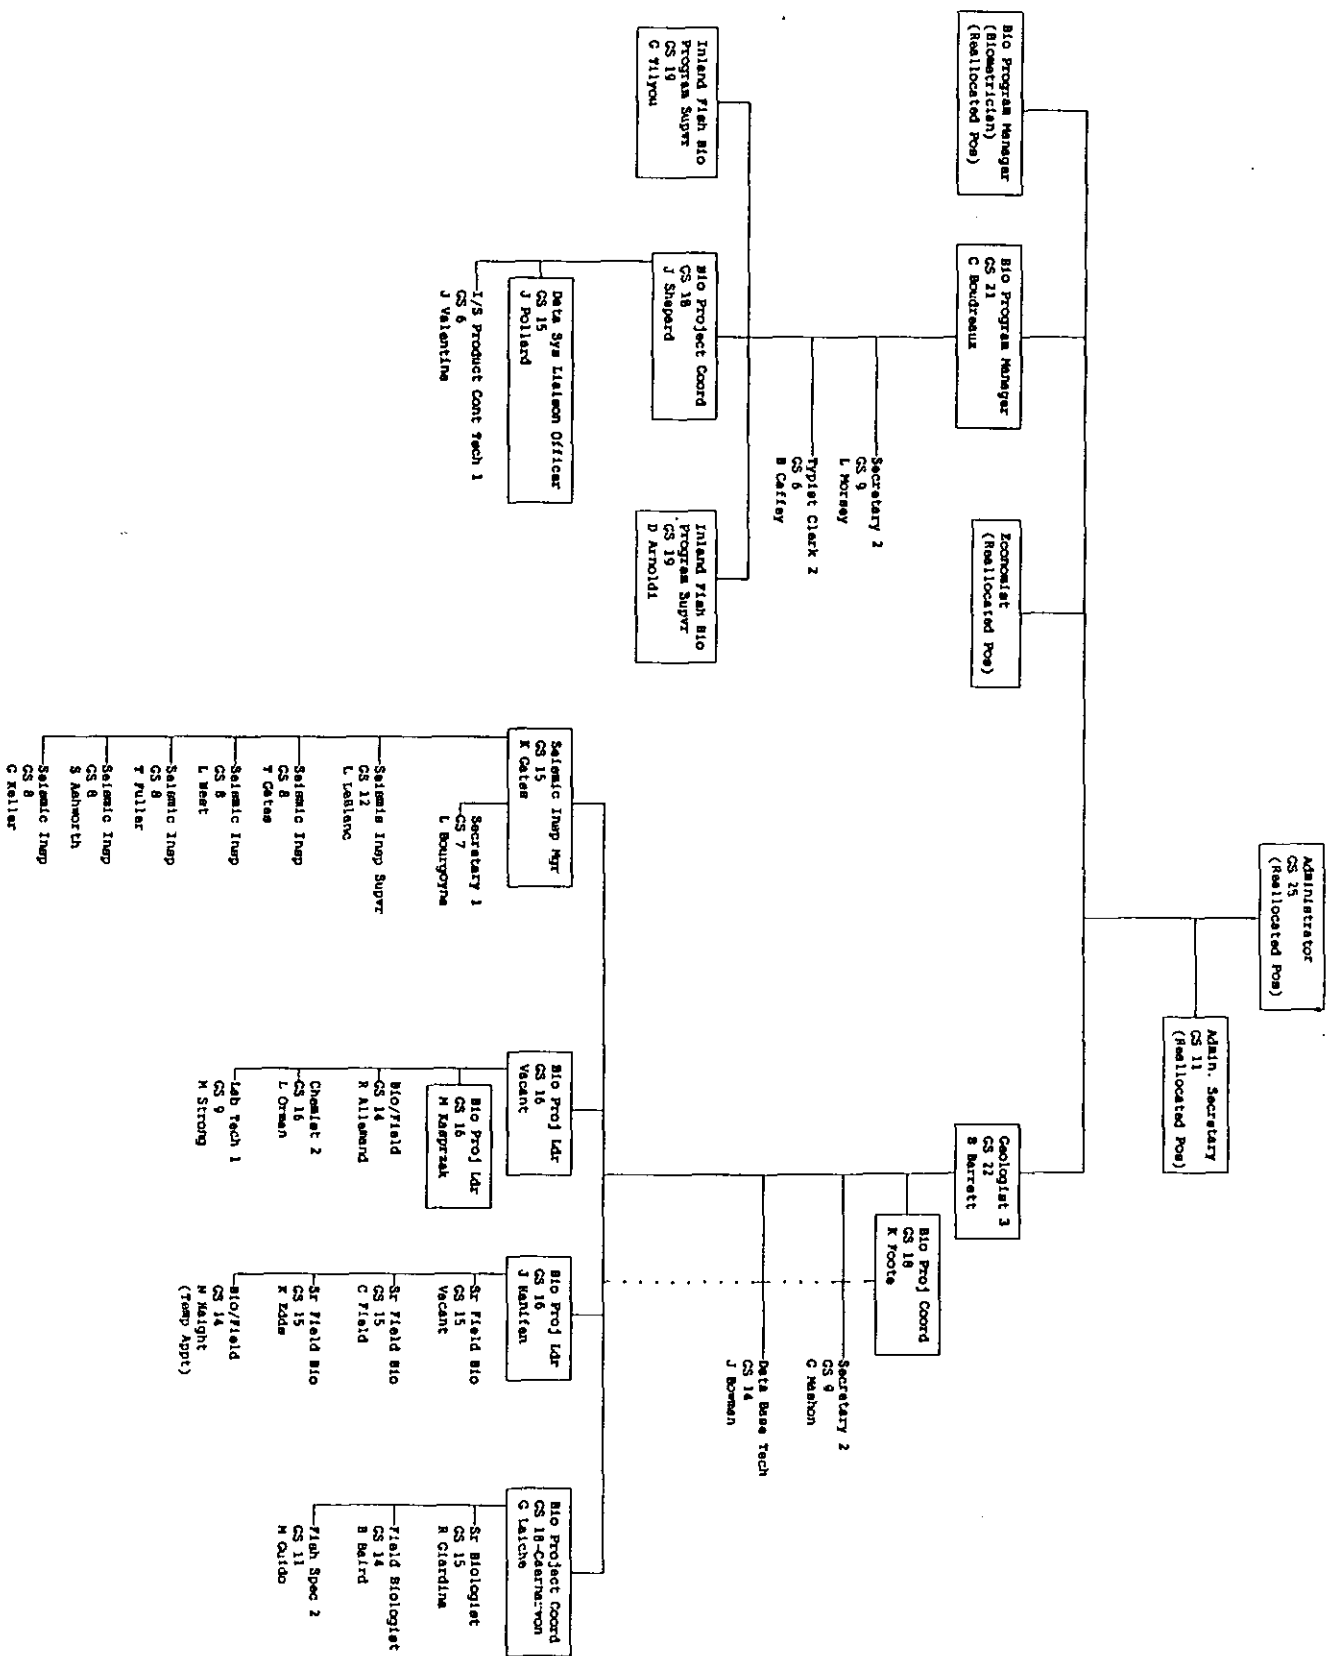 Administrator
GS 25
(Reallocated Pos)
Admin. Secretary
GS 11
(Reallocated Pos)
Bio Program Manager
(Biometrician)
(Reallocated Pos)
Bio Program Manager
GS 21
C Boudreaux
Economist
(Reallocated Pos)
Geologist 3
GS 22
B Barrett
Bio Proj Coord
GS 18
K Foote
Secretary 2
GS 9
L Morsey
Typist Clerk 2
GS 6
B Caffey
Secretary 2
GS 9
G Mashon
Data Base Tech
GS 14
J Bowman
Inland Fish Bio
Program Supvr
GS 19
G Tilyou
Bio Project Coord
GS 18
J Shepard
Inland Fish Bio
Program Supvr
GS 19
D Arnoldi
Data Sys Liaison Officer
GS 15
J Pollard
I/S Product Cont Tech 1
GS 6
J Valentine
Seismic Insp Mgr
GS 15
K Gates
Secretary 1
GS 7
L Bourgoyne
Seismis Insp Supvr
GS 12
L LeBlanc
Seismic Insp
GS 8
T Gates
Seismic Insp
GS 8
L West
Seismic Insp
GS 8
T Fuller
Seismic Insp
GS 8
S Ashworth
Seismic Insp
GS 8
G Keller
Bio Proj Ldr
GS 16
Vacant
Bio Proj Ldr
GS 16
M Kasprzak
Bio/Field
GS 14
R Allemand
Chemist 2
GS 16
L Orman
Lab Tech 1
GS 9
M Strong
Bio Proj Ldr
GS 16
J Hanifen
Sr Field Bio
GS 15
Vacant
Sr Field Bio
GS 15
C Field
Sr Field Bio
GS 15
K Edds
Bio/Field
GS 14
N Haight
(Temp Appt)
Bio Project Coord
GS 18-Caernarvon
G Laiche
Sr Biologist
GS 15
R Giardina
Field Biologist
GS 14
B Baird
Fish Spec 2
GS 11
M Guido